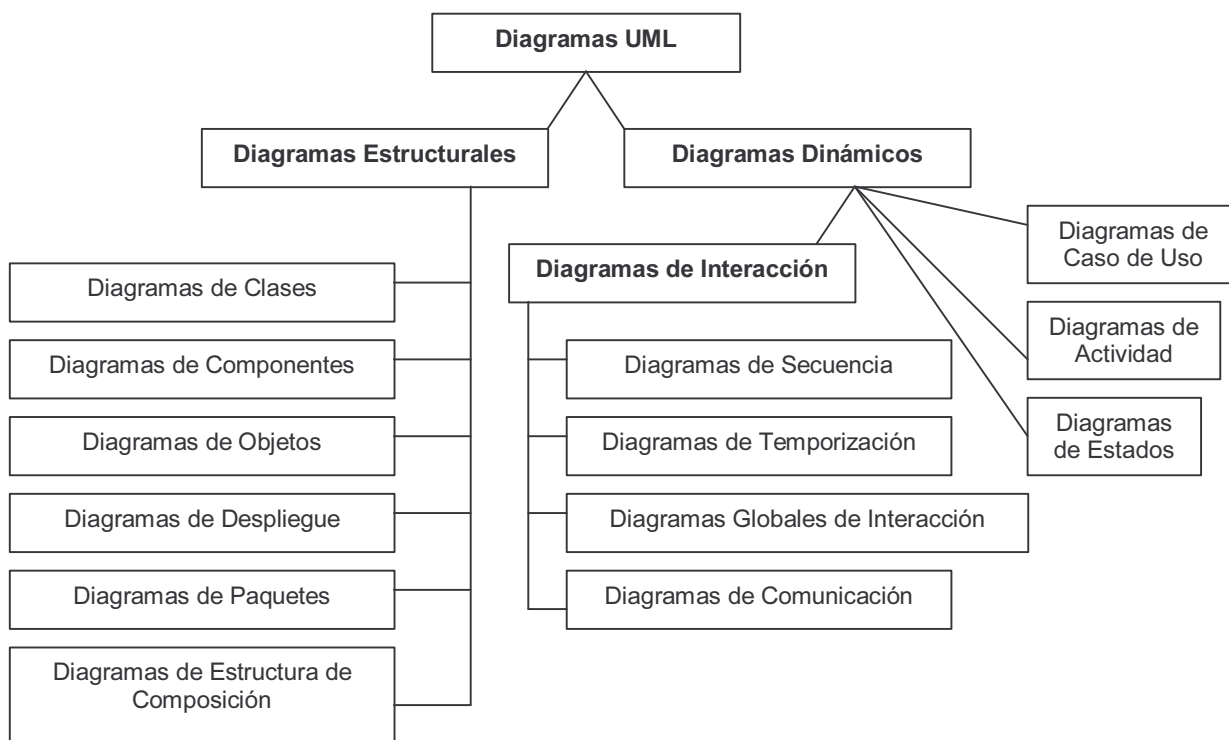 Diagramas UML
Diagramas Estructurales
Diagramas Dinámicos
Diagramas de Clases
Diagramas de Componentes
Diagramas de Objetos
Diagramas de Despliegue
Diagramas de Paquetes
Diagramas de Estructura de
Composición
Diagramas de Interacción
Diagramas de Secuencia
Diagramas de Temporización
Diagramas Globales de Interacción
Diagramas de Comunicación
Diagramas de
Caso de Uso
Diagramas de
Actividad
Diagramas
de Estados